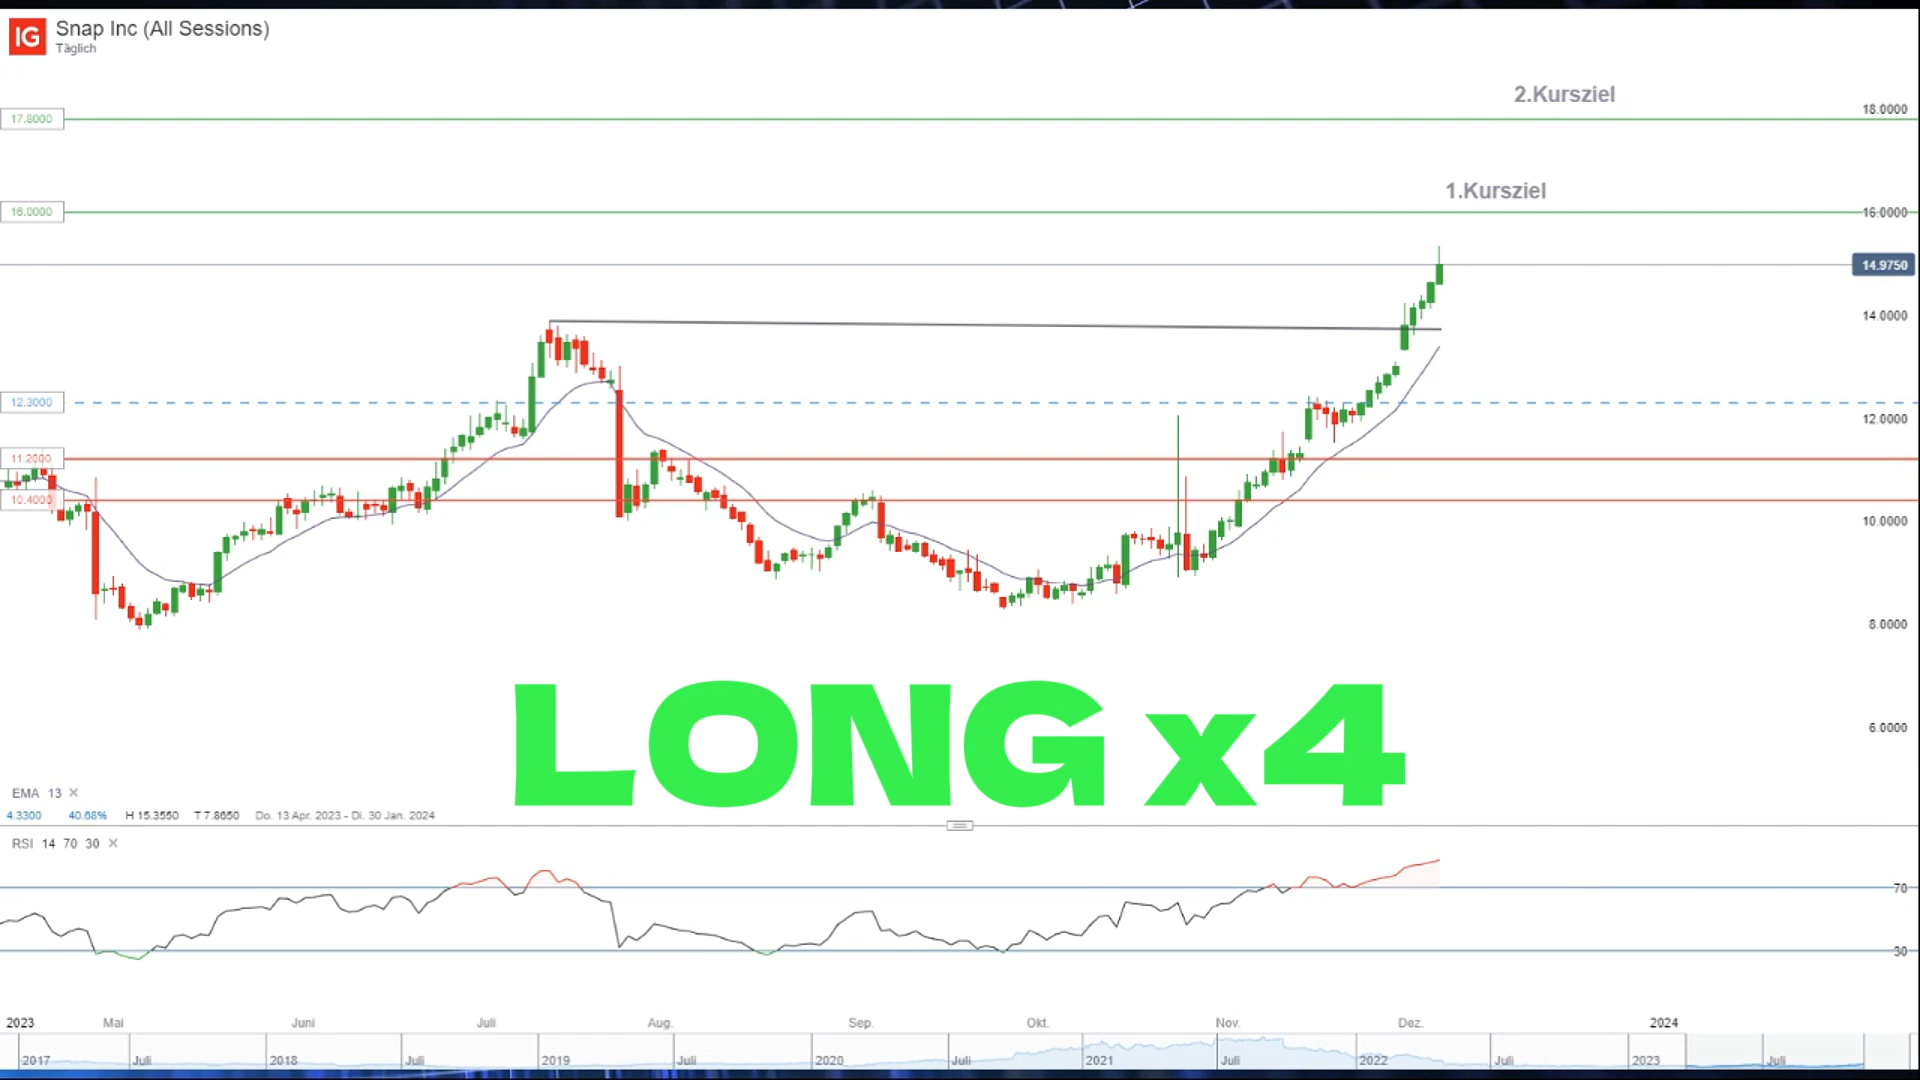 IG
Snap Inc (All Sessions)
Täglich
2.Kursziel
17.8000
18.0000
1.Kursziel
16.0000
16.0000
14.9750
14.0000
12.3000
12.0000
11.2000
10.4000
10.0000
8.0000
6.0000
LONG x4
EMA 13
4.3300 40.68% H 15.3550 T 7.8650 Do. 13 Apr. 2023 - Di. 30 Jan. 2024
RSI 14 70 30
70
30
2023 Mai Juni Juli Aug. Sep. Okt. Nov. Dez. 2024
2017 Juli 2018 Juli 2019 Juli 2020 Juli 2021 Juli 2022 Juli 2023 Juli